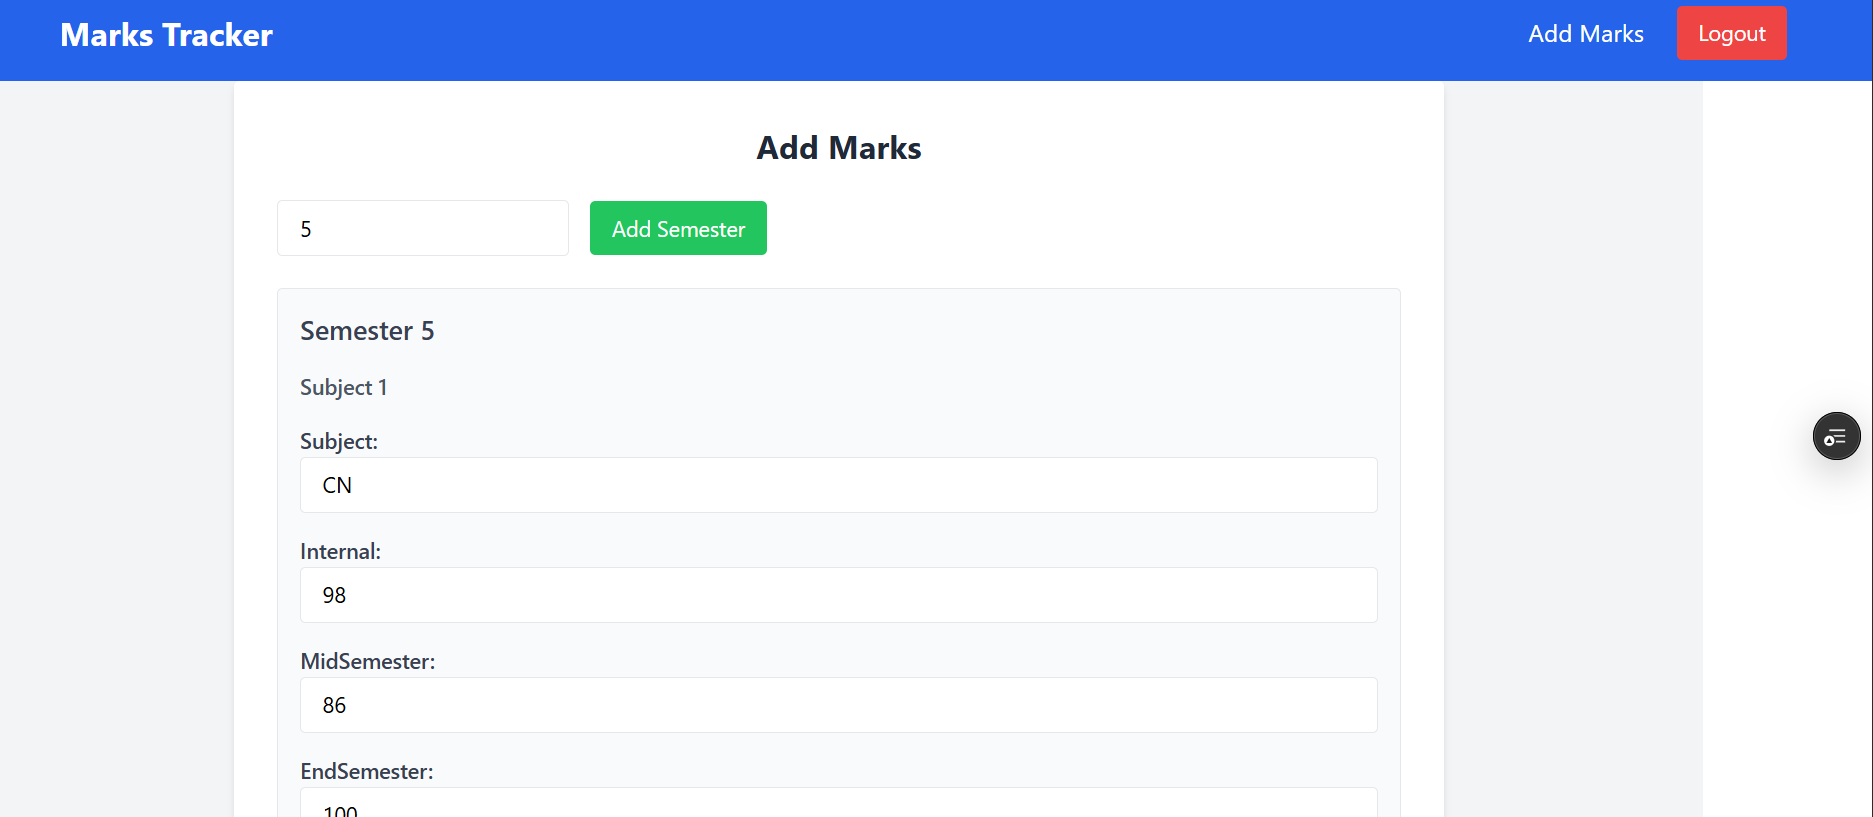 Marks Tracker
Add Marks
Logout
Add Marks
5
Add Semester
Semester 5
Subject 1
Subject:
CN
Internal:
98
MidSemester:
86
EndSemester:
100